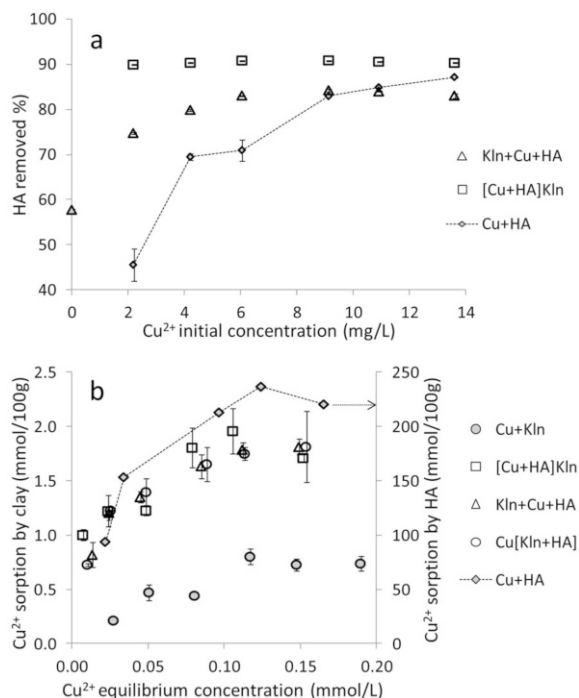 a
HA removed %
100
90
80
70
60
50
40
0 2 4 6 8 10 12 14
Cu²⁺ initial concentration (mg/L)
Kln+Cu+HA
[Cu+HA]Kln
Cu+HA
b
Cu²⁺ sorption by clay (mmol/100g)
2.5
2.0
1.5
1.0
0.5
0.0
0.00 0.05 0.10 0.15 0.20
Cu²⁺ equilibrium concentration (mmol/L)
250
200
150
100
50
0
Cu²⁺ sorption by HA (mmol/100g)
Cu+Kln
[Cu+HA]Kln
Kln+Cu+HA
Cu[Kln+HA]
Cu+HA